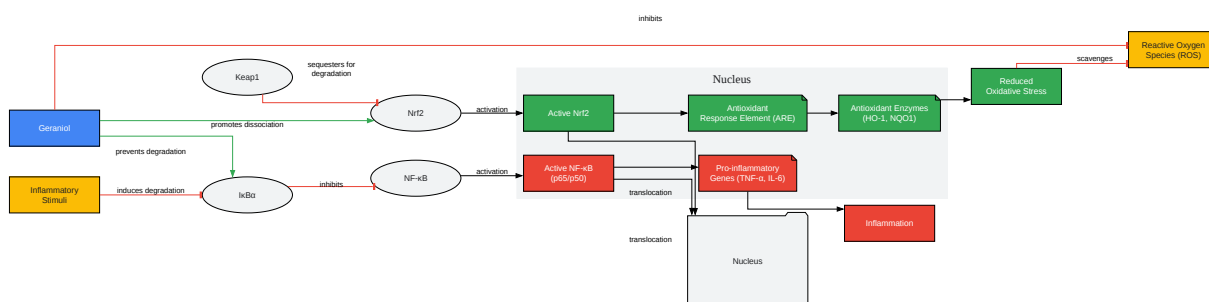 inhibits
Reactive Oxygen
Species (ROS)
scavenges
sequesters for
degradation
Keap1
Nucleus
Reduced
Oxidative Stress
Geraniol
promotes dissociation
Nrf2
activation
Active Nrf2
Antioxidant
Response Element (ARE)
Antioxidant Enzymes
(HO-1, NQO1)
prevents degradation
Inflammatory
Stimuli
induces degradation
IκBα
inhibits
NF-κB
activation
Active NF-κB
(p65/p50)
Pro-inflammatory
Genes (TNF-α, IL-6)
translocation
Inflammation
translocation
Nucleus